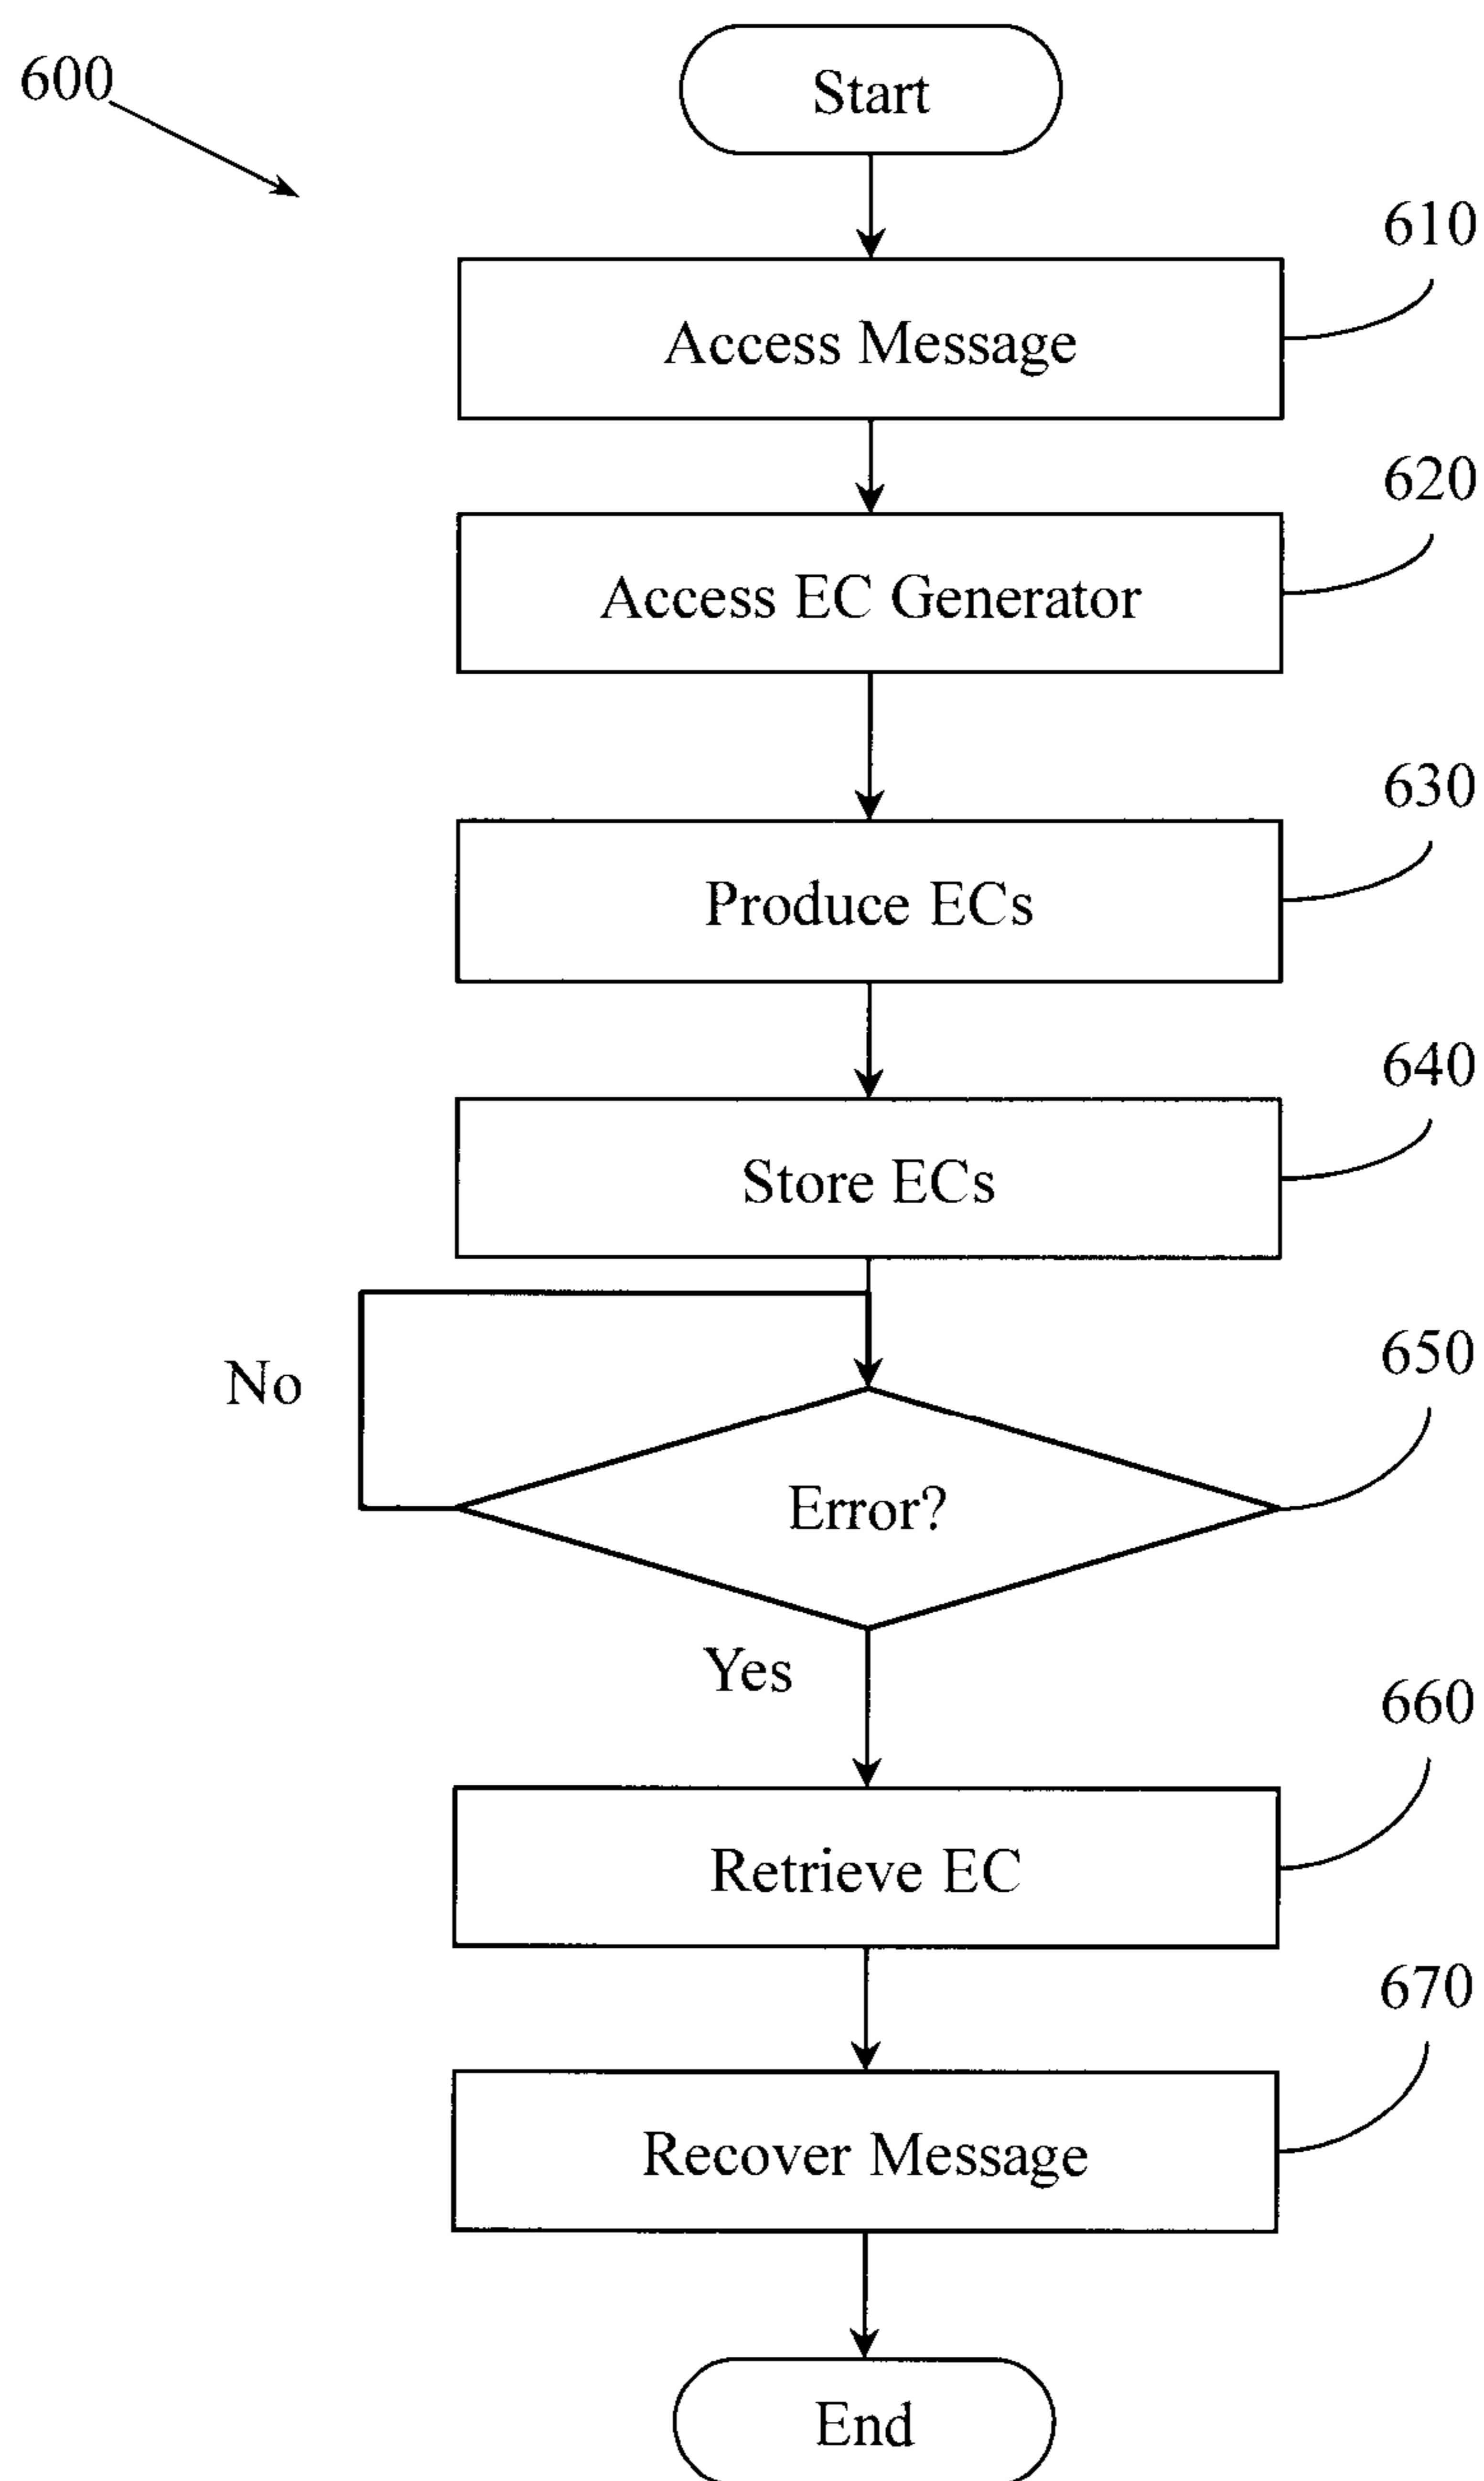 600
Start
610
Access Message
620
Access EC Generator
630
Produce ECs
640
Store ECs
No
650
Error?
Yes
660
Retrieve EC
670
Recover Message
End